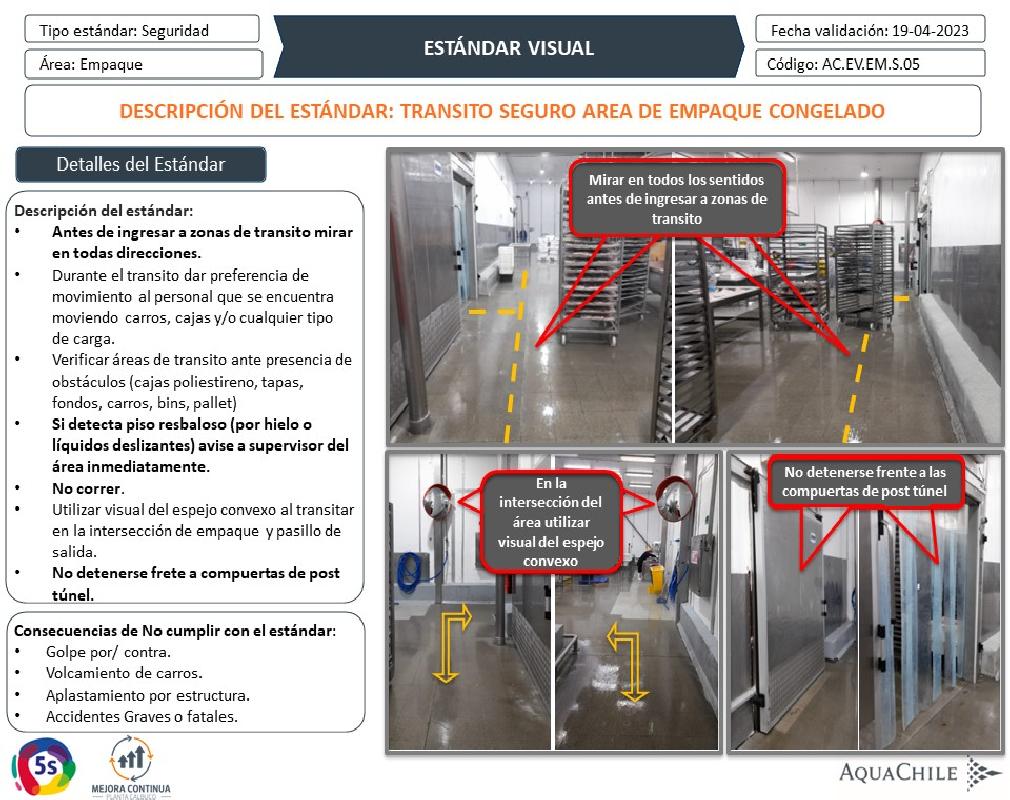 Tipo estándar: Seguridad
Área: Empaque
ESTÁNDAR VISUAL
Fecha validación: 19-04-2023
Código: AC.EV.EM.S.05
DESCRIPCIÓN DEL ESTÁNDAR: TRANSITO SEGURO AREA DE EMPAQUE CONGELADO
Detalles del Estándar
Descripción del estándar:
• Antes de ingresar a zonas de transito mirar
en todas direcciones.
• Durante el transito dar preferencia de
movimiento al personal que se encuentra
moviendo carros, cajas y/o cualquier tipo
de carga.
• Verificar áreas de transito ante presencia de
obstáculos (cajas poliestireno, tapas,
fondos, carros, bins, pallet)
• Si detecta piso resbaloso (por hielo o
líquidos deslizantes) avise a supervisor del
área inmediatamente.
• No correr.
• Utilizar visual del espejo convexo al transitar
en la intersección de empaque y pasillo de
salida.
• No detenerse frete a compuertas de post
túnel.
Consecuencias de No cumplir con el estándar:
• Golpe por/ contra.
• Volcamiento de carros.
• Aplastamiento por estructura.
• Accidentes Graves o fatales.
Mirar en todos los sentidos
antes de ingresar a zonas de
transito
En la
intersección del
área utilizar
visual del espejo
convexo
No detenerse frente a las
compuertas de post túnel
5s
MEJORA CONTINUA
PLANTA CALBUCO
AQUACHILE